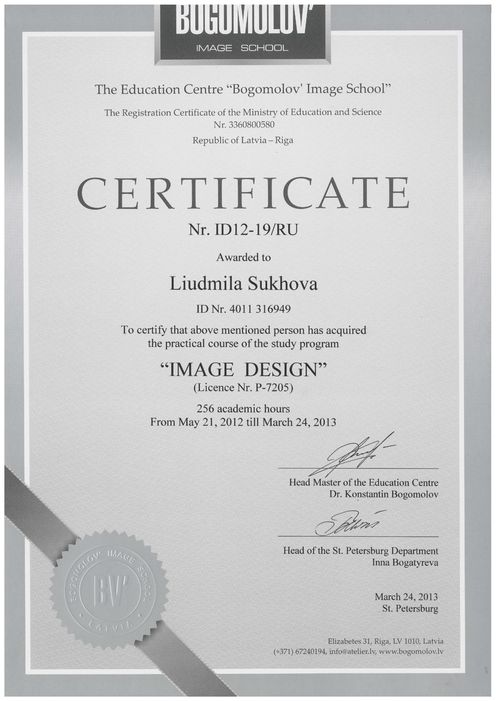 BOGOMOLOV'
IMAGE SCHOOL
The Education Centre “Bogomolov' Image School”
The Registration Certificate of the Ministry of Education and Science
Nr. 3360800580
Republic of Latvia – Riga
CERTIFICATE
Nr. ID12-19/RU
Awarded to
Liudmila Sukhova
ID Nr. 4011 316949
To certify that above mentioned person has acquired
the practical course of the study program
“IMAGE DESIGN”
(Licence Nr. P-7205)
256 academic hours
From May 21, 2012 till March 24, 2013
Head Master of the Education Centre
Dr. Konstantin Bogomolov
Head of the St. Petersburg Department
Inna Bogatyreva
March 24, 2013
St. Petersburg
BOGOMOLOV' IMAGE SCHOOL
BV'
LATVIA
Elizabetes 31, Riga, LV 1010, Latvia
(+371) 67240194, info@atelier.lv, www.bogomolov.lv